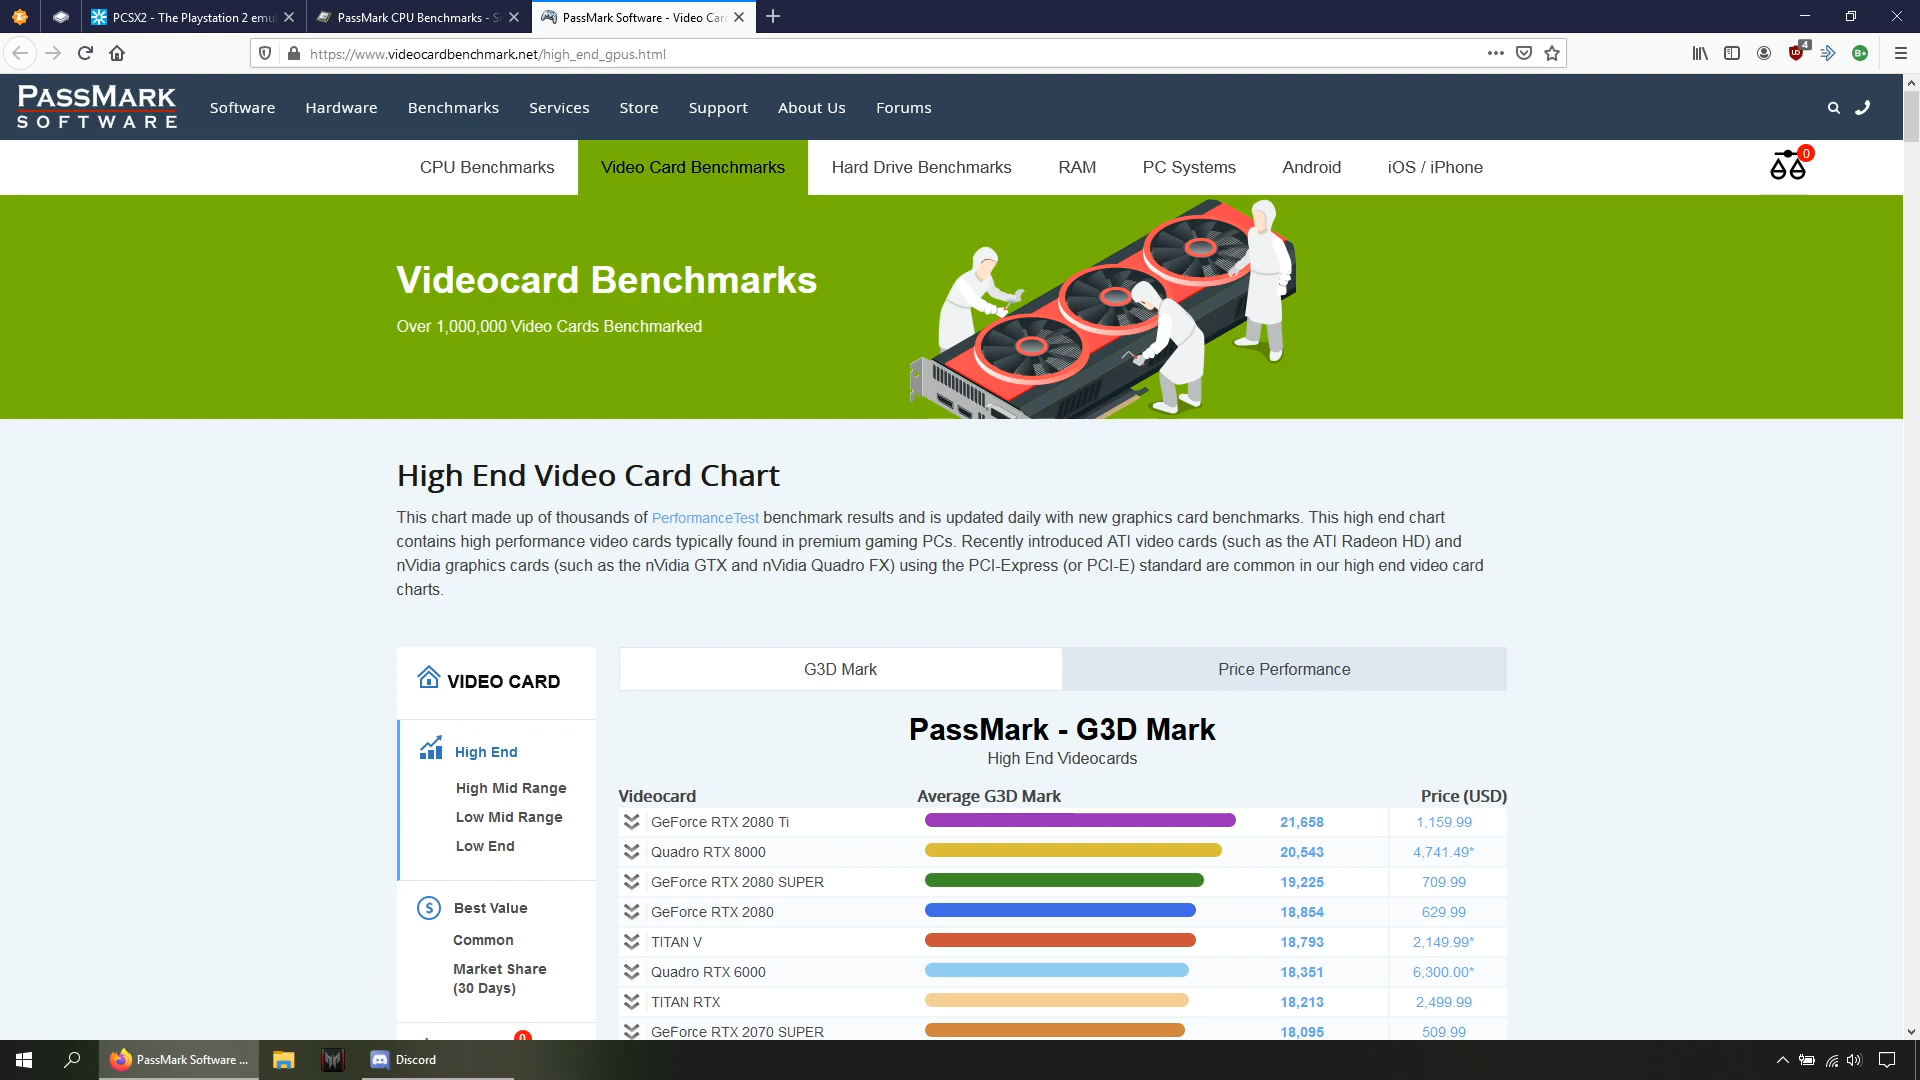 PCSX2 - The Playstation 2 emu
PassMark CPU Benchmarks - Si
PassMark Software - Video Car
https://www.videocardbenchmark.net/high_end_gpus.html
4
B+
PASSMARK
SOFTWARE
Software
Hardware
Benchmarks
Services
Store
Support
About Us
Forums
CPU Benchmarks
Video Card Benchmarks
Hard Drive Benchmarks
RAM
PC Systems
Android
iOS / iPhone
0
Videocard Benchmarks
Over 1,000,000 Video Cards Benchmarked
High End Video Card Chart
This chart made up of thousands of PerformanceTest benchmark results and is updated daily with new graphics card benchmarks. This high end chart
contains high performance video cards typically found in premium gaming PCs. Recently introduced ATI video cards (such as the ATI Radeon HD) and
nVidia graphics cards (such as the nVidia GTX and nVidia Quadro FX) using the PCI-Express (or PCI-E) standard are common in our high end video card
charts.
VIDEO CARD
High End
High Mid Range
Low Mid Range
Low End
Best Value
Common
Market Share
(30 Days)
0
G3D Mark
Price Performance
PassMark - G3D Mark
High End Videocards
Videocard Average G3D Mark Price (USD)
GeForce RTX 2080 Ti 21,658 1,159.99
Quadro RTX 8000 20,543 4,741.49*
GeForce RTX 2080 SUPER 19,225 709.99
GeForce RTX 2080 18,854 629.99
TITAN V 18,793 2,149.99*
Quadro RTX 6000 18,351 6,300.00*
TITAN RTX 18,213 2,499.99
GeForce RTX 2070 SUPER 18,095 509.99
PassMark Software ...
Discord